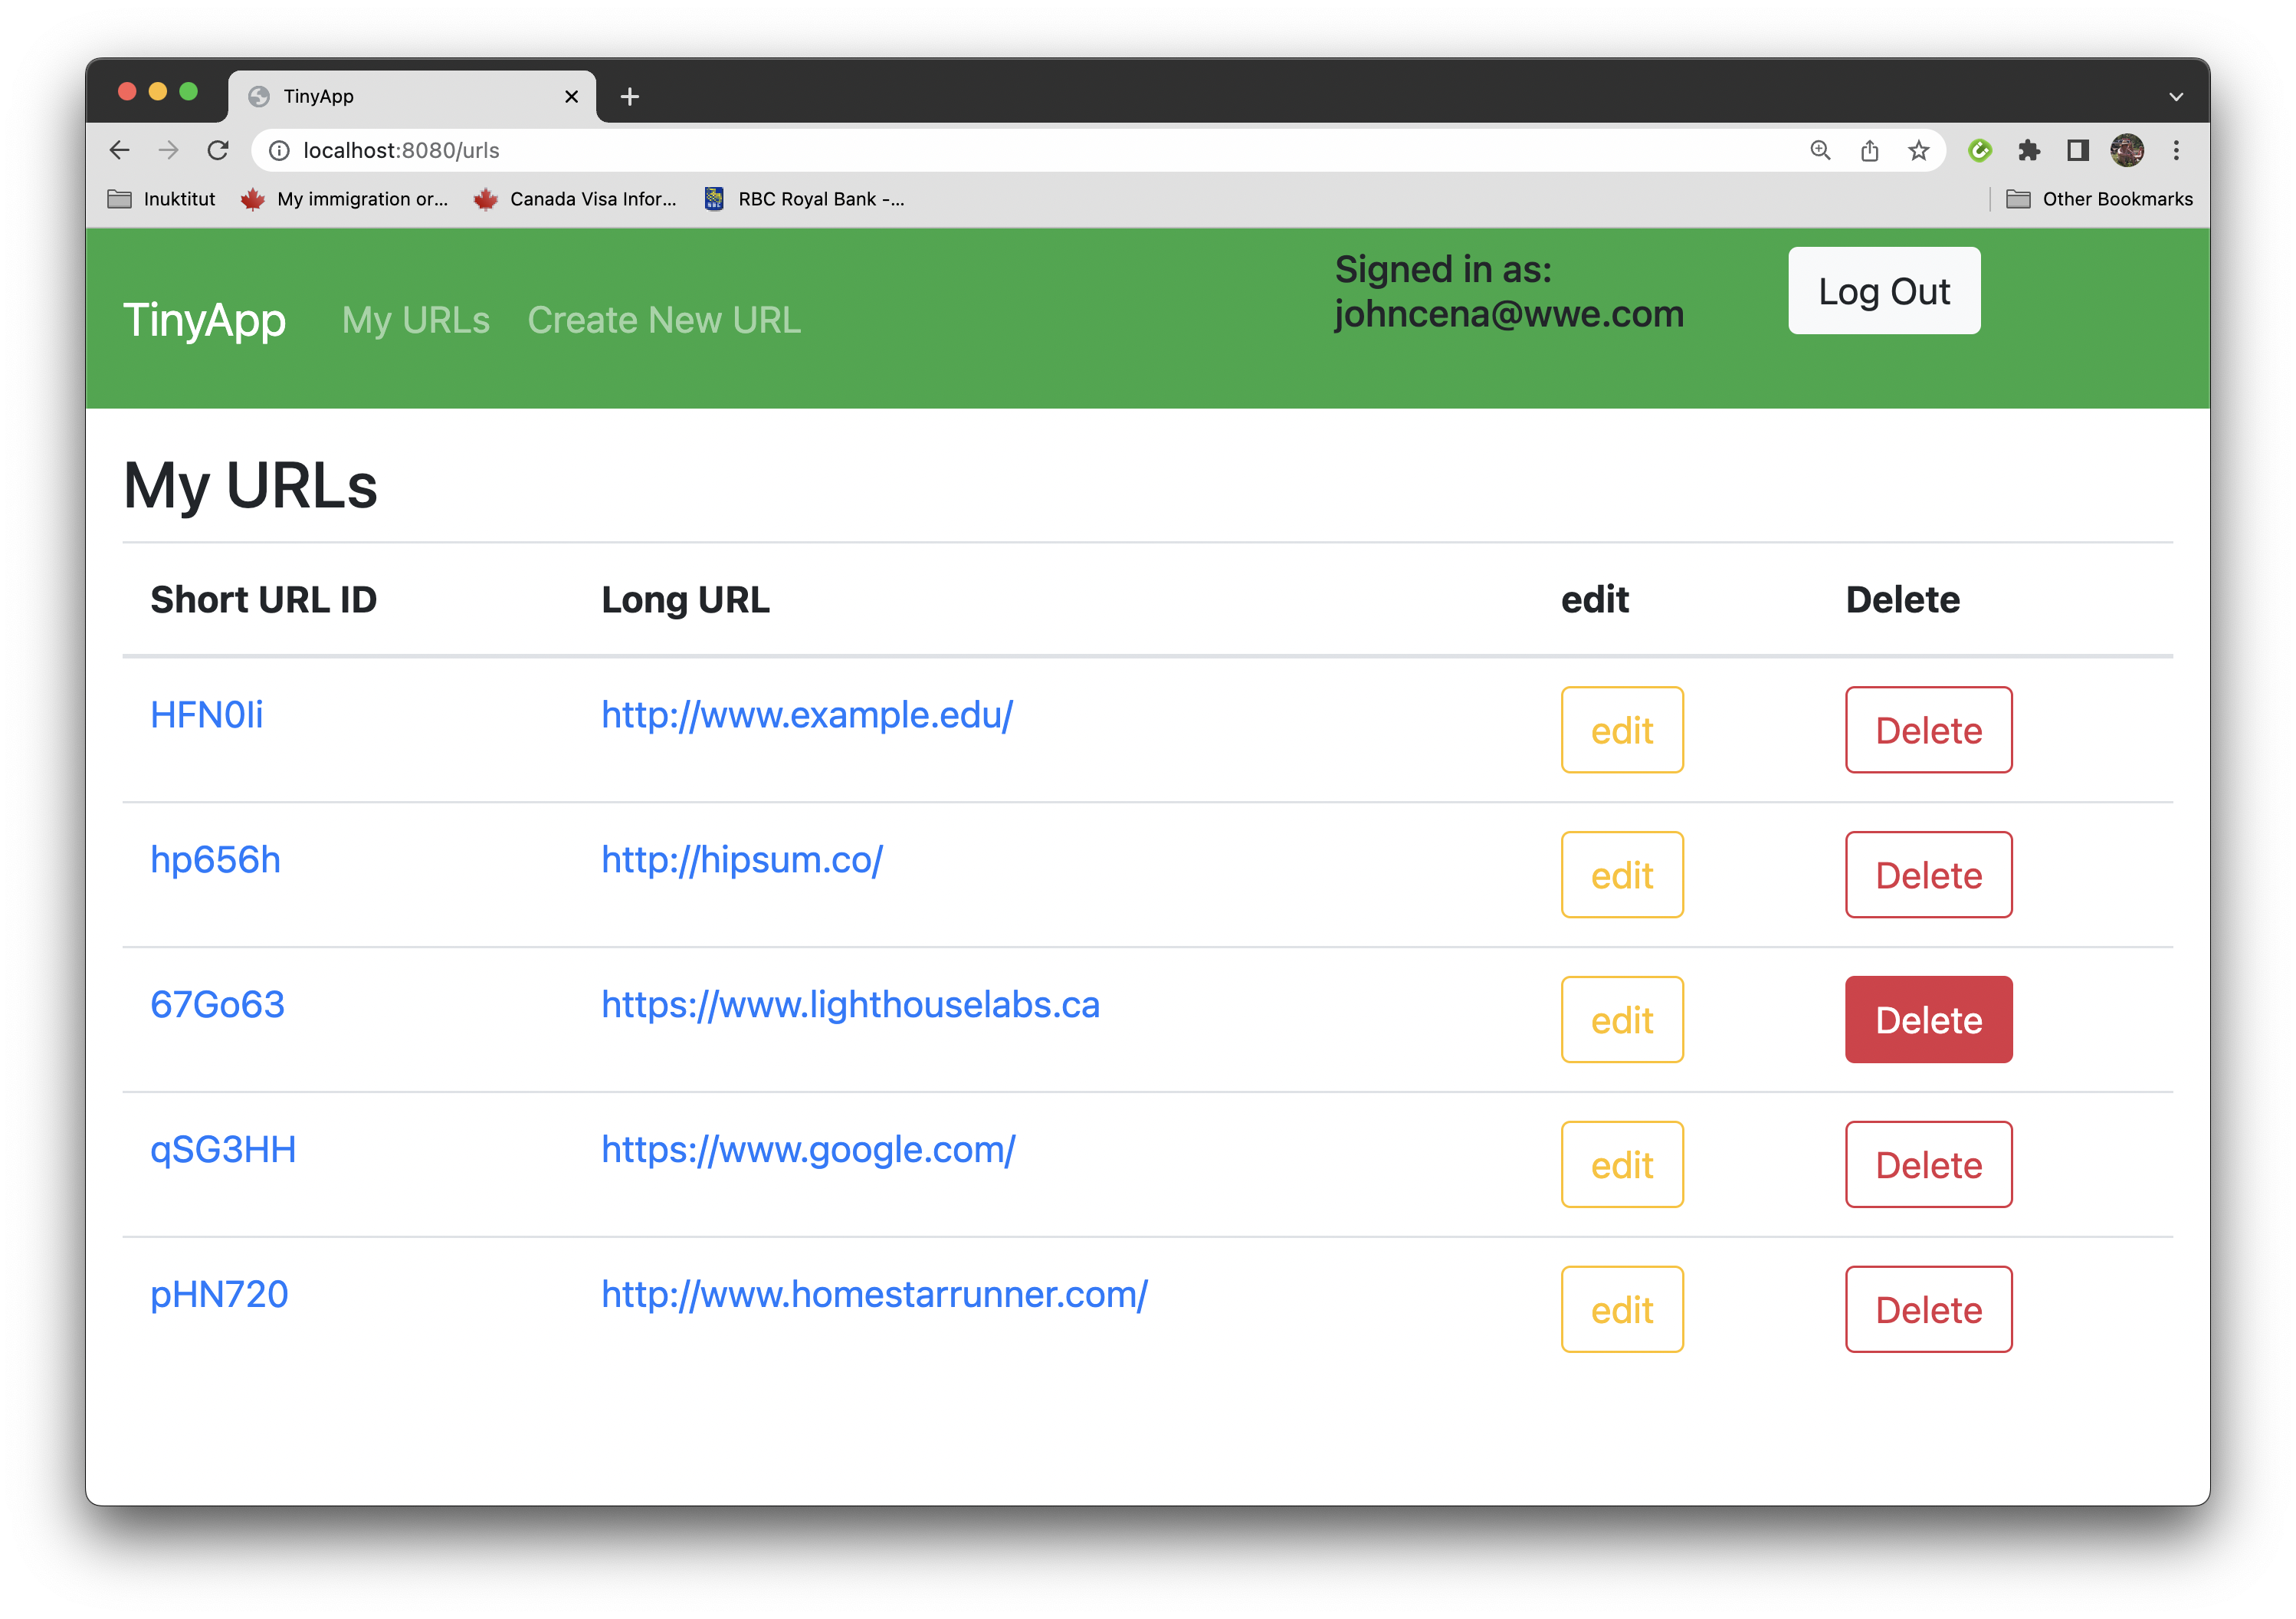 TinyApp
localhost:8080/urls
Inuktitut My immigration or... Canada Visa Infor... RBC Royal Bank -... Other Bookmarks
TinyApp My URLs Create New URL
Signed in as:
johncena@wwe.com
Log Out
My URLs
Short URL ID Long URL edit Delete
HFN0li http://www.example.edu/ edit Delete
hp656h http://hipsum.co/ edit Delete
67Go63 https://www.lighthouselabs.ca edit Delete
qSG3HH https://www.google.com/ edit Delete
pHN720 http://www.homestarrunner.com/ edit Delete